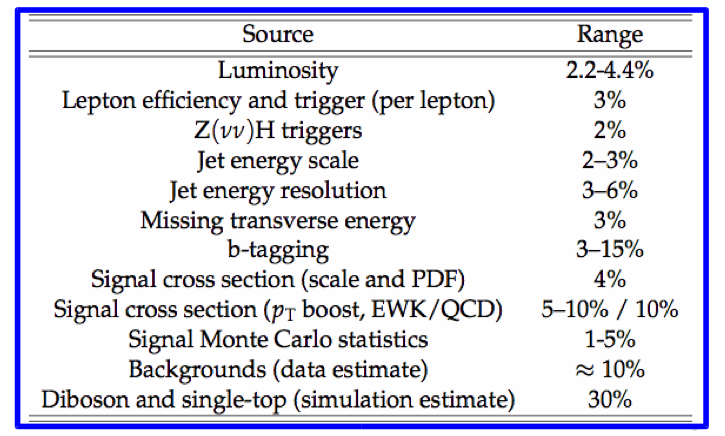 Source Range
Luminosity 2.2-4.4%
Lepton efficiency and trigger (per lepton) 3%
Z(νν)H triggers 2%
Jet energy scale 2–3%
Jet energy resolution 3–6%
Missing transverse energy 3%
b-tagging 3–15%
Signal cross section (scale and PDF) 4%
Signal cross section (pT boost, EWK/QCD) 5–10% / 10%
Signal Monte Carlo statistics 1-5%
Backgrounds (data estimate) ≈ 10%
Diboson and single-top (simulation estimate) 30%